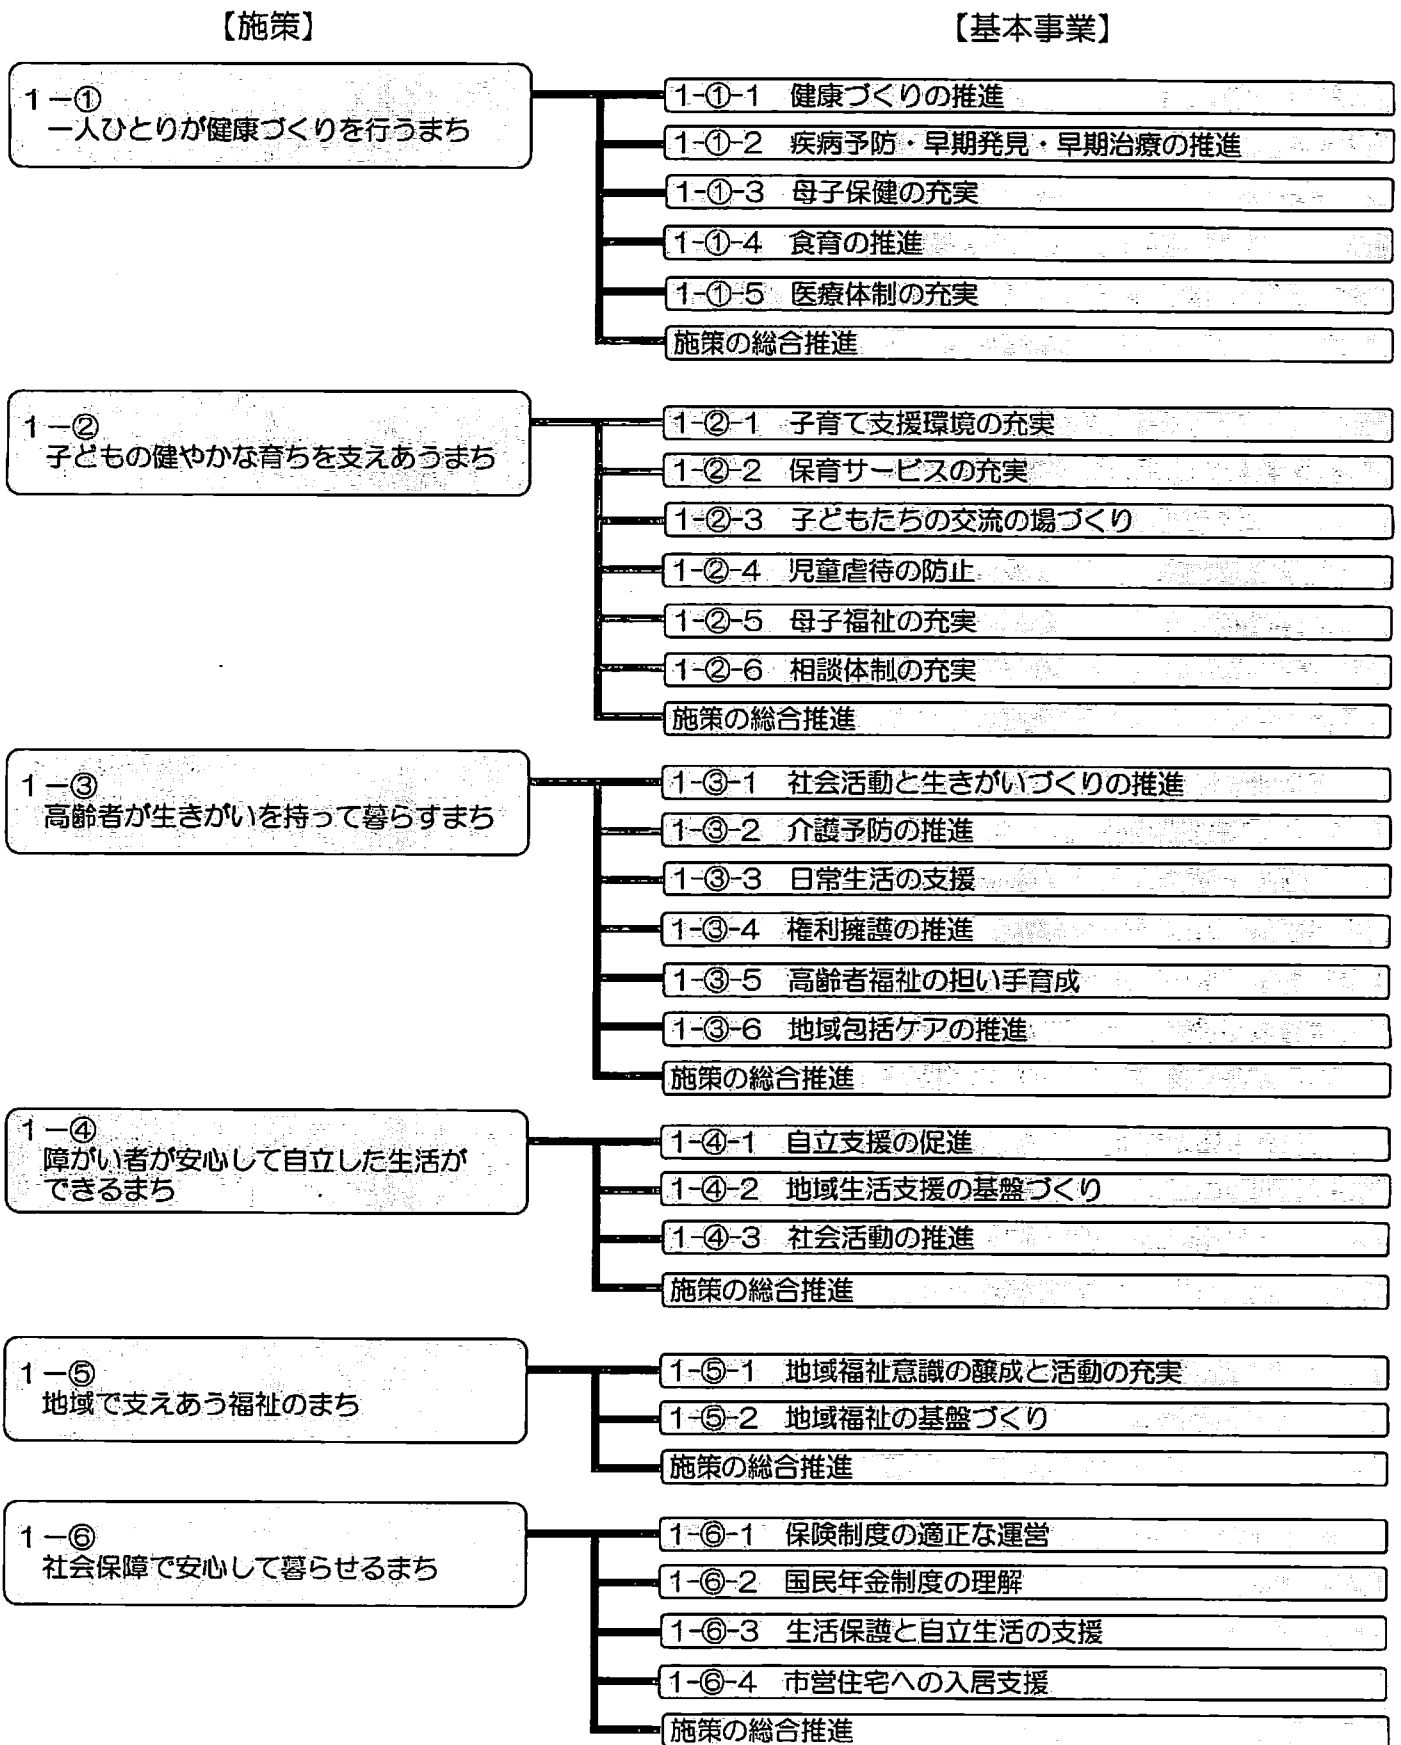 【施策】
【基本事業】
1－①
一人ひとりが健康づくりを行うまち
1-①-1 健康づくりの推進
1-①-2 疾病予防・早期発見・早期治療の推進
1-①-3 母子保健の充実
1-①-4 食育の推進
1-①-5 医療体制の充実
施策の総合推進
1－②
子どもの健やかな育ちを支えあうまち
1-②-1 子育て支援環境の充実
1-②-2 保育サービスの充実
1-②-3 子どもたちの交流の場づくり
1-②-4 児童虐待の防止
1-②-5 母子福祉の充実
1-②-6 相談体制の充実
施策の総合推進
1－③
高齢者が生きがいを持って暮らすまち
1-③-1 社会活動と生きがいづくりの推進
1-③-2 介護予防の推進
1-③-3 日常生活の支援
1-③-4 権利擁護の推進
1-③-5 高齢者福祉の担い手育成
1-③-6 地域包括ケアの推進
施策の総合推進
1－④
障がい者が安心して自立した生活が
できるまち
1-④-1 自立支援の促進
1-④-2 地域生活支援の基盤づくり
1-④-3 社会活動の推進
施策の総合推進
1－⑤
地域で支えあう福祉のまち
1-⑤-1 地域福祉意識の醸成と活動の充実
1-⑤-2 地域福祉の基盤づくり
施策の総合推進
1－⑥
社会保障で安心して暮らせるまち
1-⑥-1 保険制度の適正な運営
1-⑥-2 国民年金制度の理解
1-⑥-3 生活保護と自立生活の支援
1-⑥-4 市営住宅への入居支援
施策の総合推進